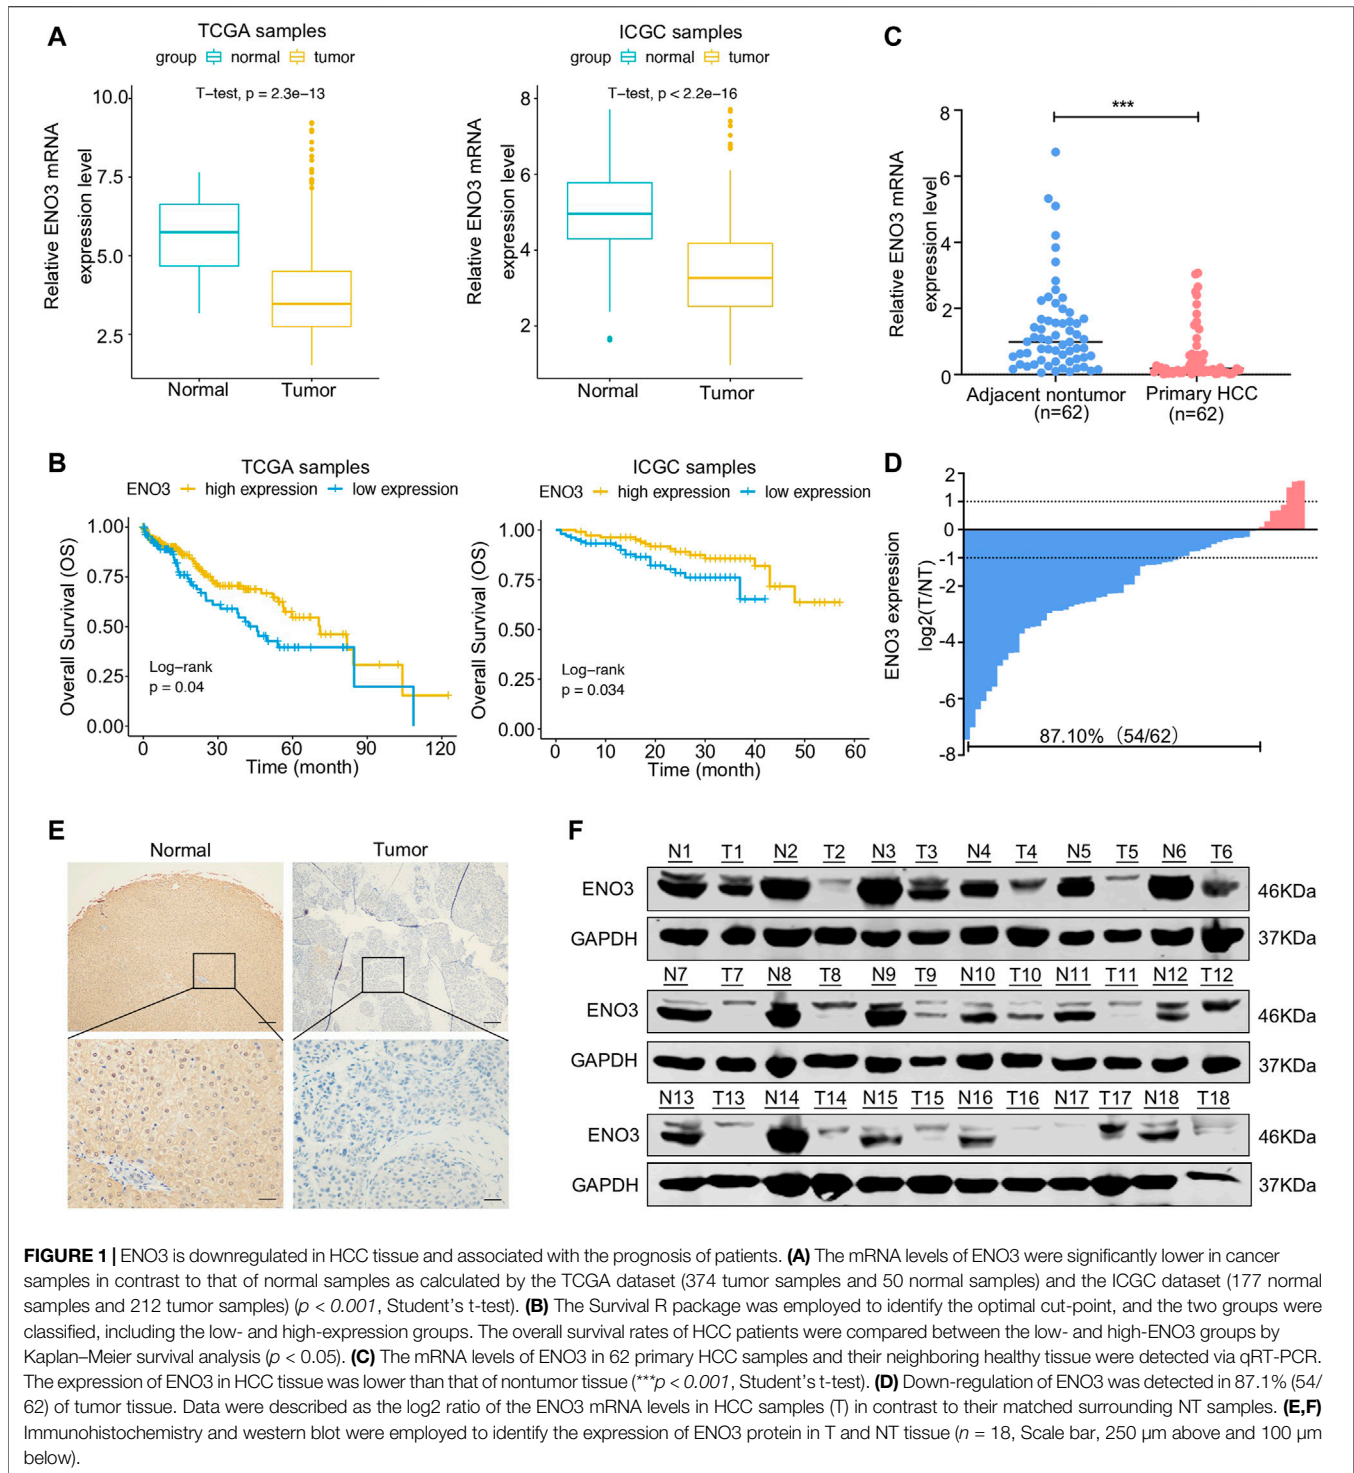 A
TCGA samples
group normal tumor
T-test, p = 2.3e-13
Relative ENO3 mRNA
expression level
10.0
7.5
5.0
2.5
Normal
Tumor
ICGC samples
group normal tumor
T-test, p < 2.2e-16
Relative ENO3 mRNA
expression level
8
6
4
2
Normal
Tumor
C
***
Relative ENO3 mRNA
expression level
8
6
4
2
0
Adjacent nontumor
(n=62)
Primary HCC
(n=62)
B
TCGA samples
ENO3 high expression low expression
Overall Survival (OS)
1.00
0.75
0.50
0.25
0.00
Log-rank
p = 0.04
0 30 60 90 120
Time (month)
ICGC samples
ENO3 high expression low expression
Overall Survival (OS)
1.00
0.75
0.50
0.25
0.00
Log-rank
p = 0.034
0 10 20 30 40 50 60
Time (month)
D
ENO3 expression
log2(T/NT)
2
1
0
-1
-2
-4
-6
-8
87.10% (54/62)
E
Normal
Tumor
F
N1 T1 N2 T2 N3 T3 N4 T4 N5 T5 N6 T6
ENO3 46KDa
GAPDH 37KDa
N7 T7 N8 T8 N9 T9 N10 T10 N11 T11 N12 T12
ENO3 46KDa
GAPDH 37KDa
N13 T13 N14 T14 N15 T15 N16 T16 N17 T17 N18 T18
ENO3 46KDa
GAPDH 37KDa
FIGURE 1 | ENO3 is downregulated in HCC tissue and associated with the prognosis of patients. (A) The mRNA levels of ENO3 were significantly lower in cancer
samples in contrast to that of normal samples as calculated by the TCGA dataset (374 tumor samples and 50 normal samples) and the ICGC dataset (177 normal
samples and 212 tumor samples) (p < 0.001, Student's t-test). (B) The Survival R package was employed to identify the optimal cut-point, and the two groups were
classified, including the low- and high-expression groups. The overall survival rates of HCC patients were compared between the low- and high-ENO3 groups by
Kaplan–Meier survival analysis (p < 0.05). (C) The mRNA levels of ENO3 in 62 primary HCC samples and their neighboring healthy tissue were detected via qRT-PCR.
The expression of ENO3 in HCC tissue was lower than that of nontumor tissue (***p < 0.001, Student's t-test). (D) Down-regulation of ENO3 was detected in 87.1% (54/
62) of tumor tissue. Data were described as the log2 ratio of the ENO3 mRNA levels in HCC samples (T) in contrast to their matched surrounding NT samples. (E,F)
Immunohistochemistry and western blot were employed to identify the expression of ENO3 protein in T and NT tissue (n = 18, Scale bar, 250 μm above and 100 μm
below).